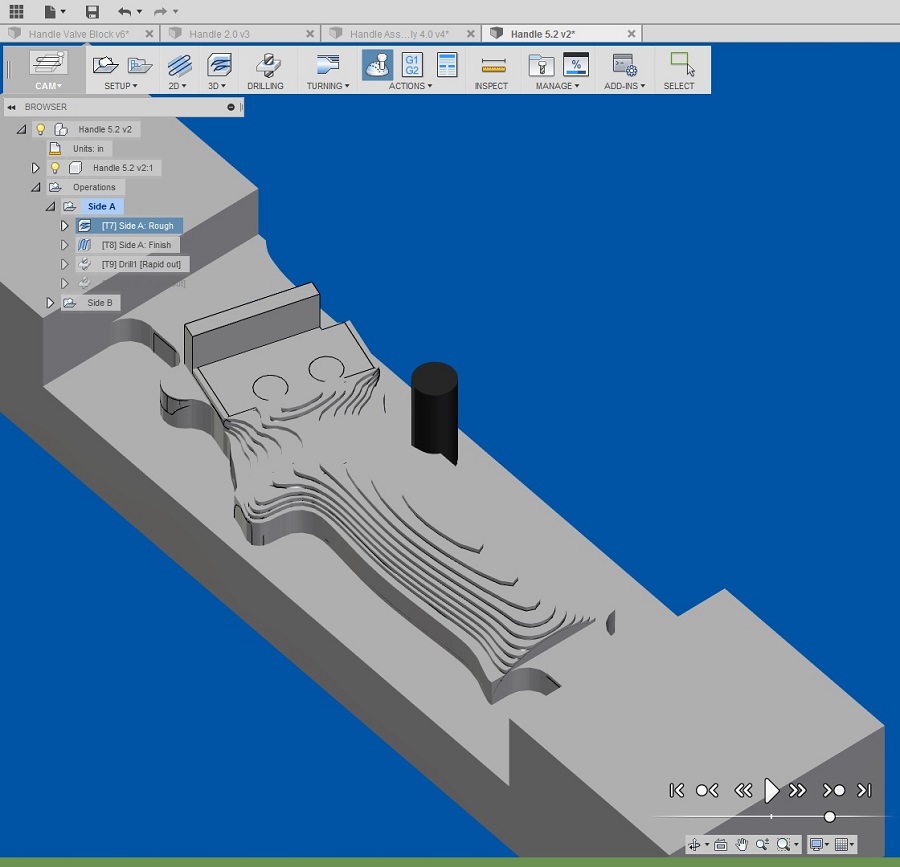 Handle Valve Block v6*
Handle 2.0 v3
Handle Ass...ly 4.0 v4*
Handle 5.2 v2*
G1
G2
%
CAM
SETUP
2D
3D
DRILLING
TURNING
ACTIONS
INSPECT
MANAGE
ADD-INS
SELECT
BROWSER
Handle 5.2 v2
Units: in
Handle 5.2 v2:1
Operations
Side A
[T7] Side A: Rough
[T8] Side A: Finish
[T9] Drill1 [Rapid out]
Side B